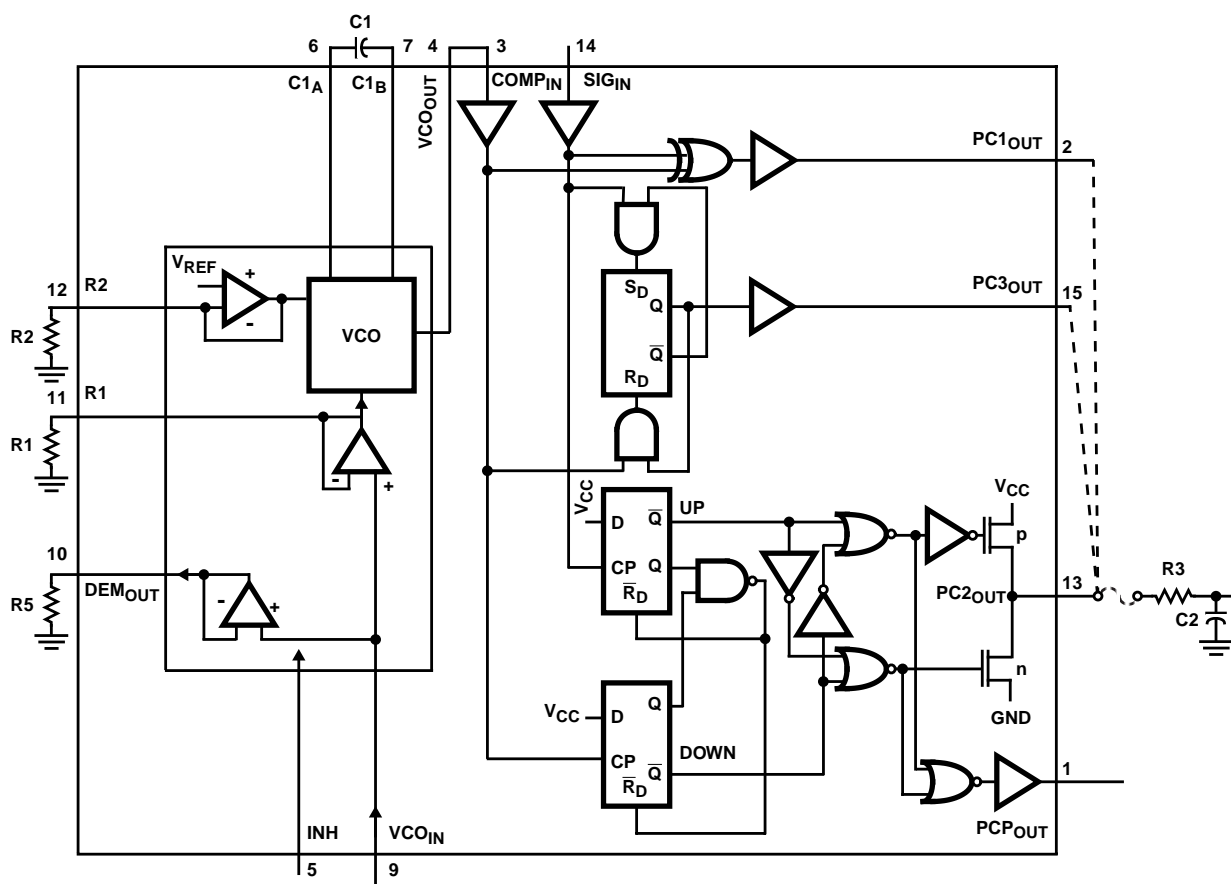 C1
6 7 4 3 14
C1A C1B VCOOUT COMPIN SIGIN
PC1OUT 2
VREF +
12 R2
-
R2
VCO
SD Q
Q̅
RD
PC3OUT 15
11 R1
R1
- +
VCC D Q̅ UP
CP Q
R̅D
VCC
p
10 DEMOUT
R5
- +
PC2OUT 13
R3
C2
n
GND
VCC D Q
CP Q̅ DOWN
R̅D
1
PCPOUT
INH VCOIN
5 9